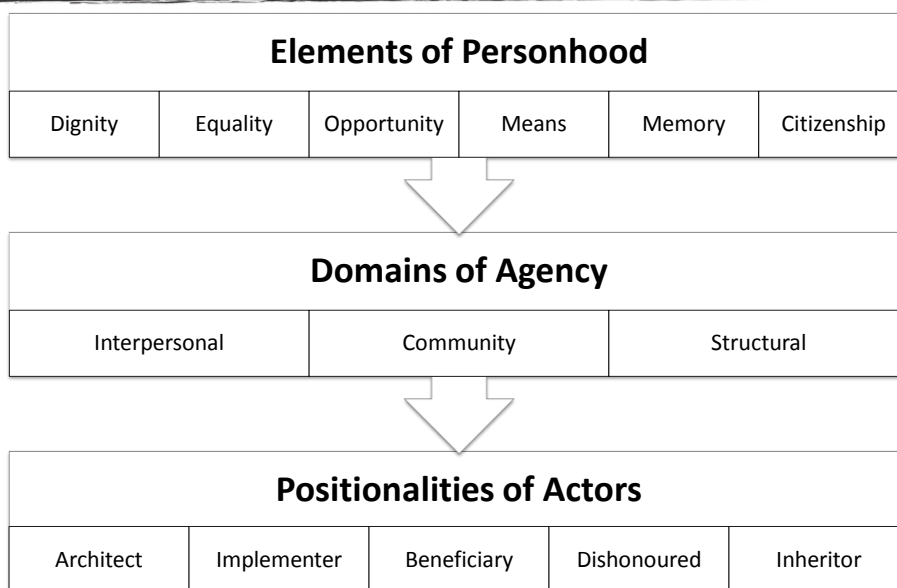 Elements of Personhood
Dignity Equality Opportunity Means Memory Citizenship
Domains of Agency
Interpersonal Community Structural
Positionalities of Actors
Architect Implementer Beneficiary Dishonoured Inheritor